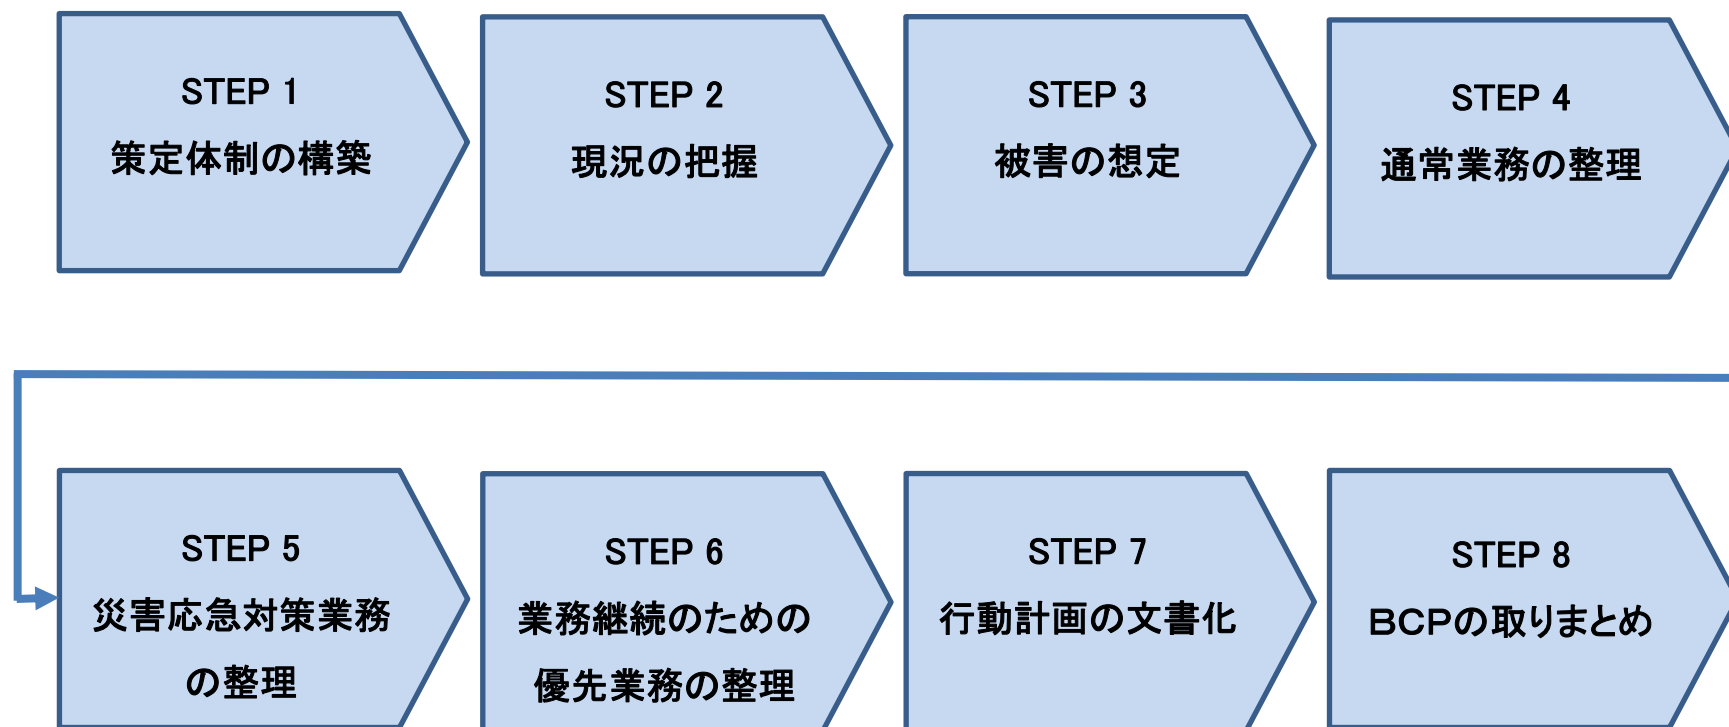 STEP 1
策定体制の構築
STEP 2
現況の把握
STEP 3
被害の想定
STEP 4
通常業務の整理
STEP 5
災害応急対策業務
の整理
STEP 6
業務継続のための
優先業務の整理
STEP 7
行動計画の文書化
STEP 8
BCPの取りまとめ